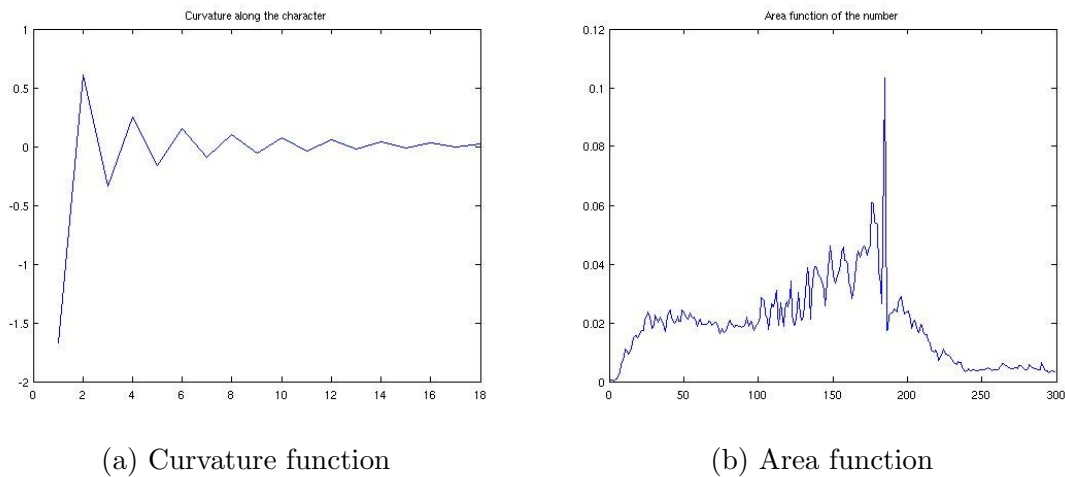 Curvature along the character
1
0.5
0
-0.5
-1
-1.5
-2
0 2 4 6 8 10 12 14 16 18
(a) Curvature function
Area function of the number
0.12
0.1
0.08
0.06
0.04
0.02
0
0 50 100 150 200 250 300
(b) Area function